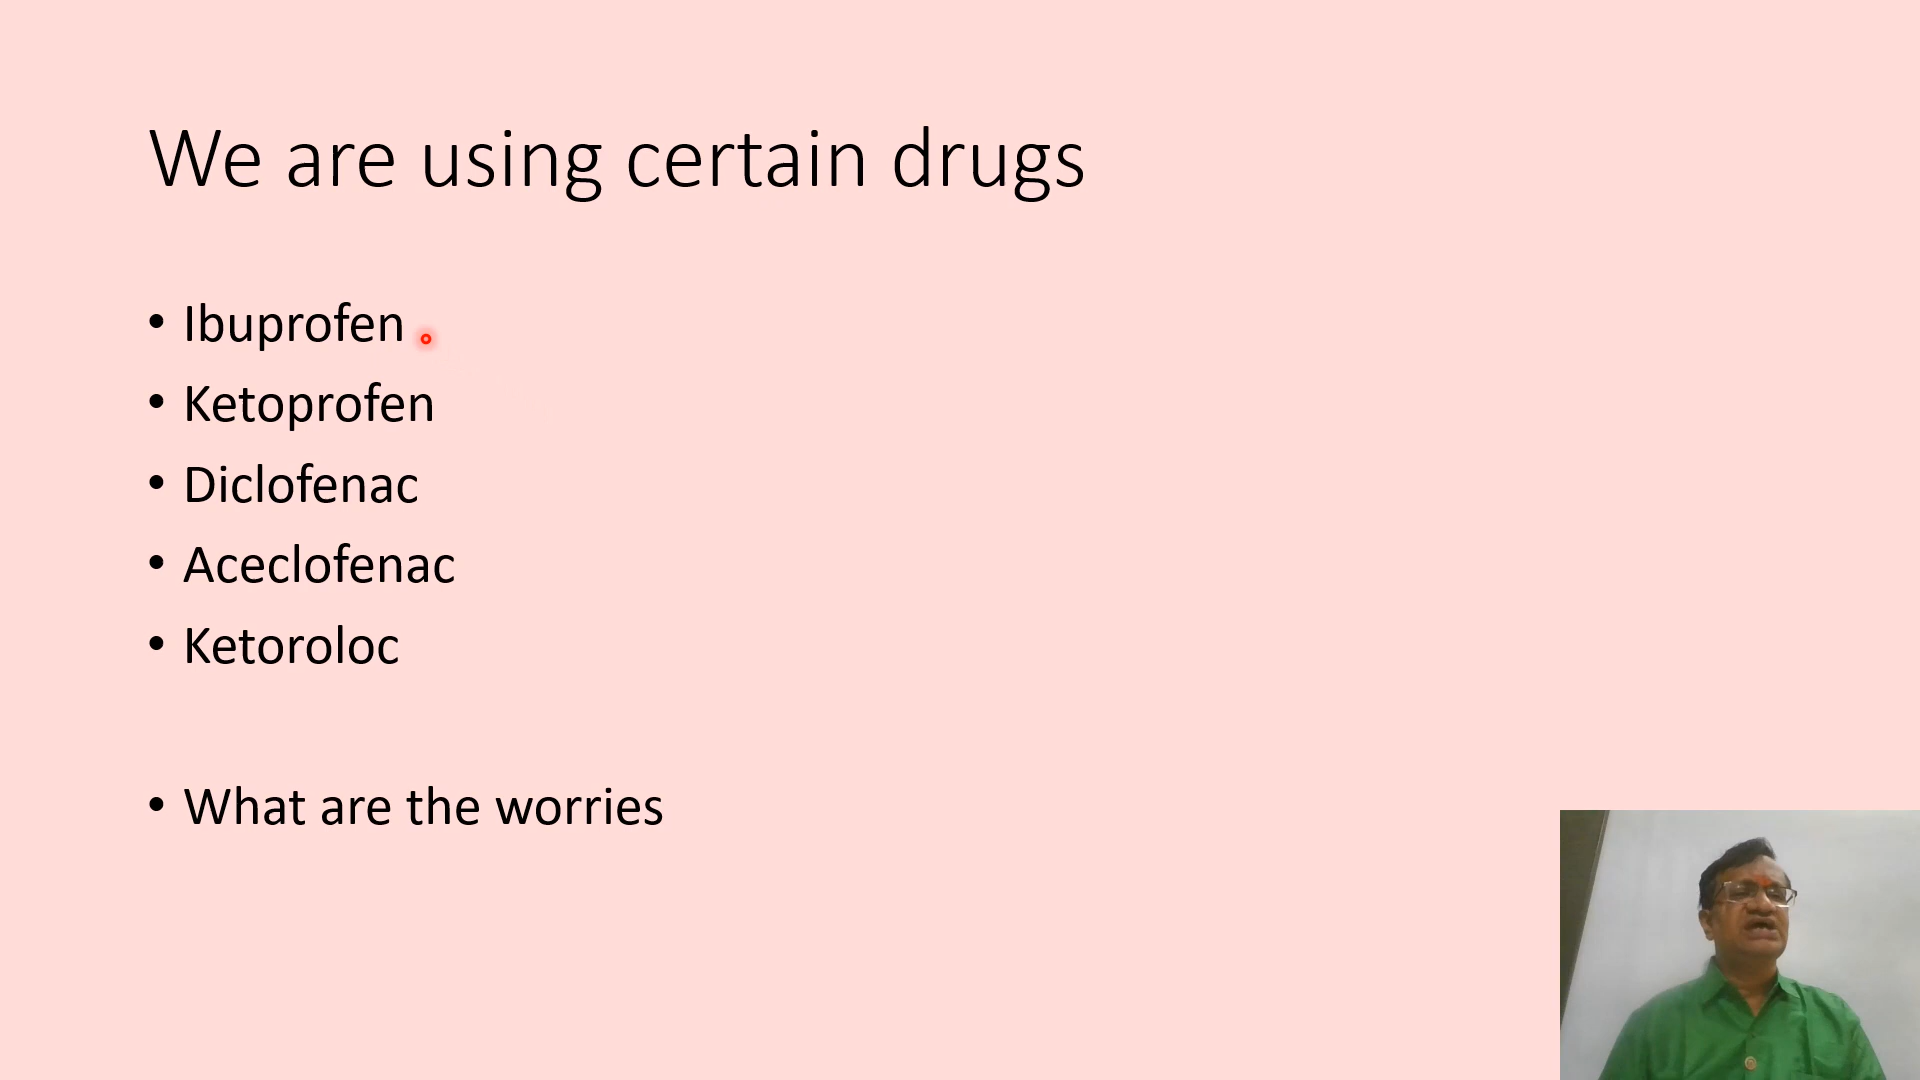 We are using certain drugs
• Ibuprofen
• Ketoprofen
• Diclofenac
• Aceclofenac
• Ketoroloc
• What are the worries